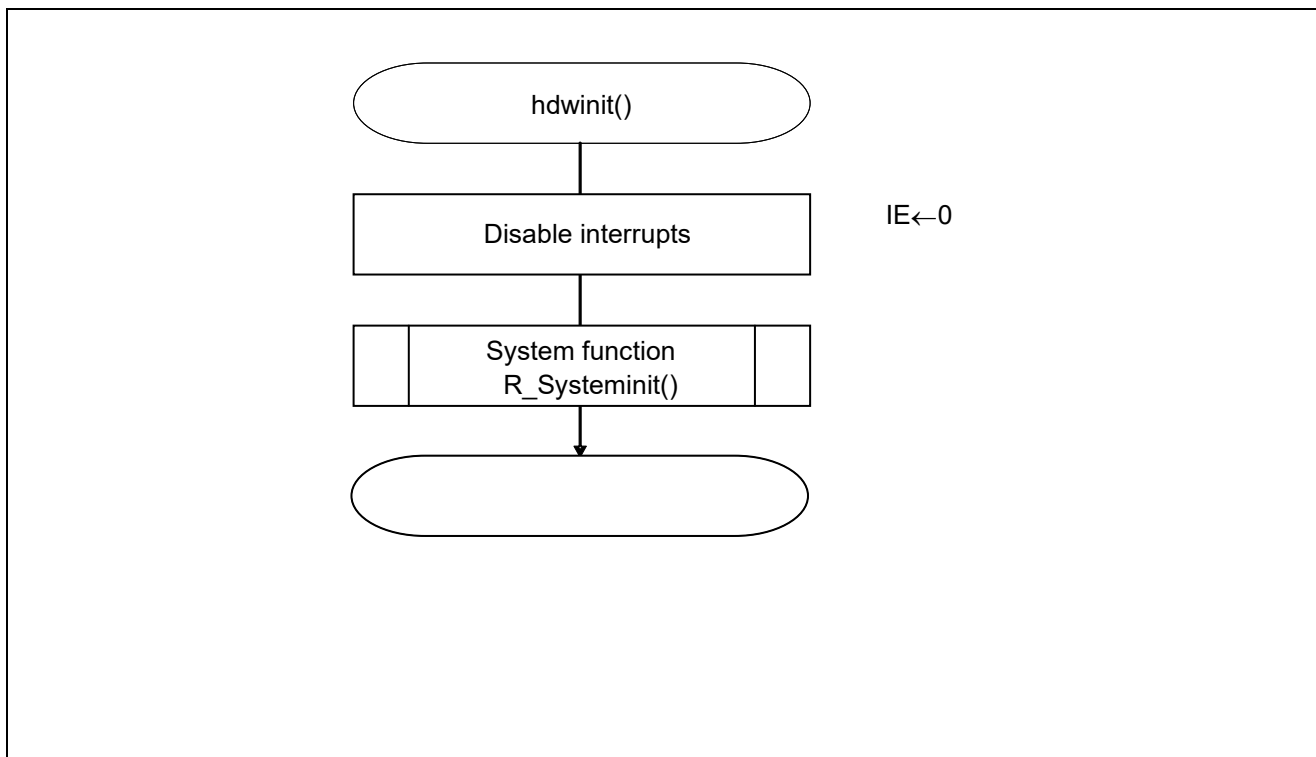 hdwinit()
Disable interrupts
IE←0
System function
R_Systeminit()